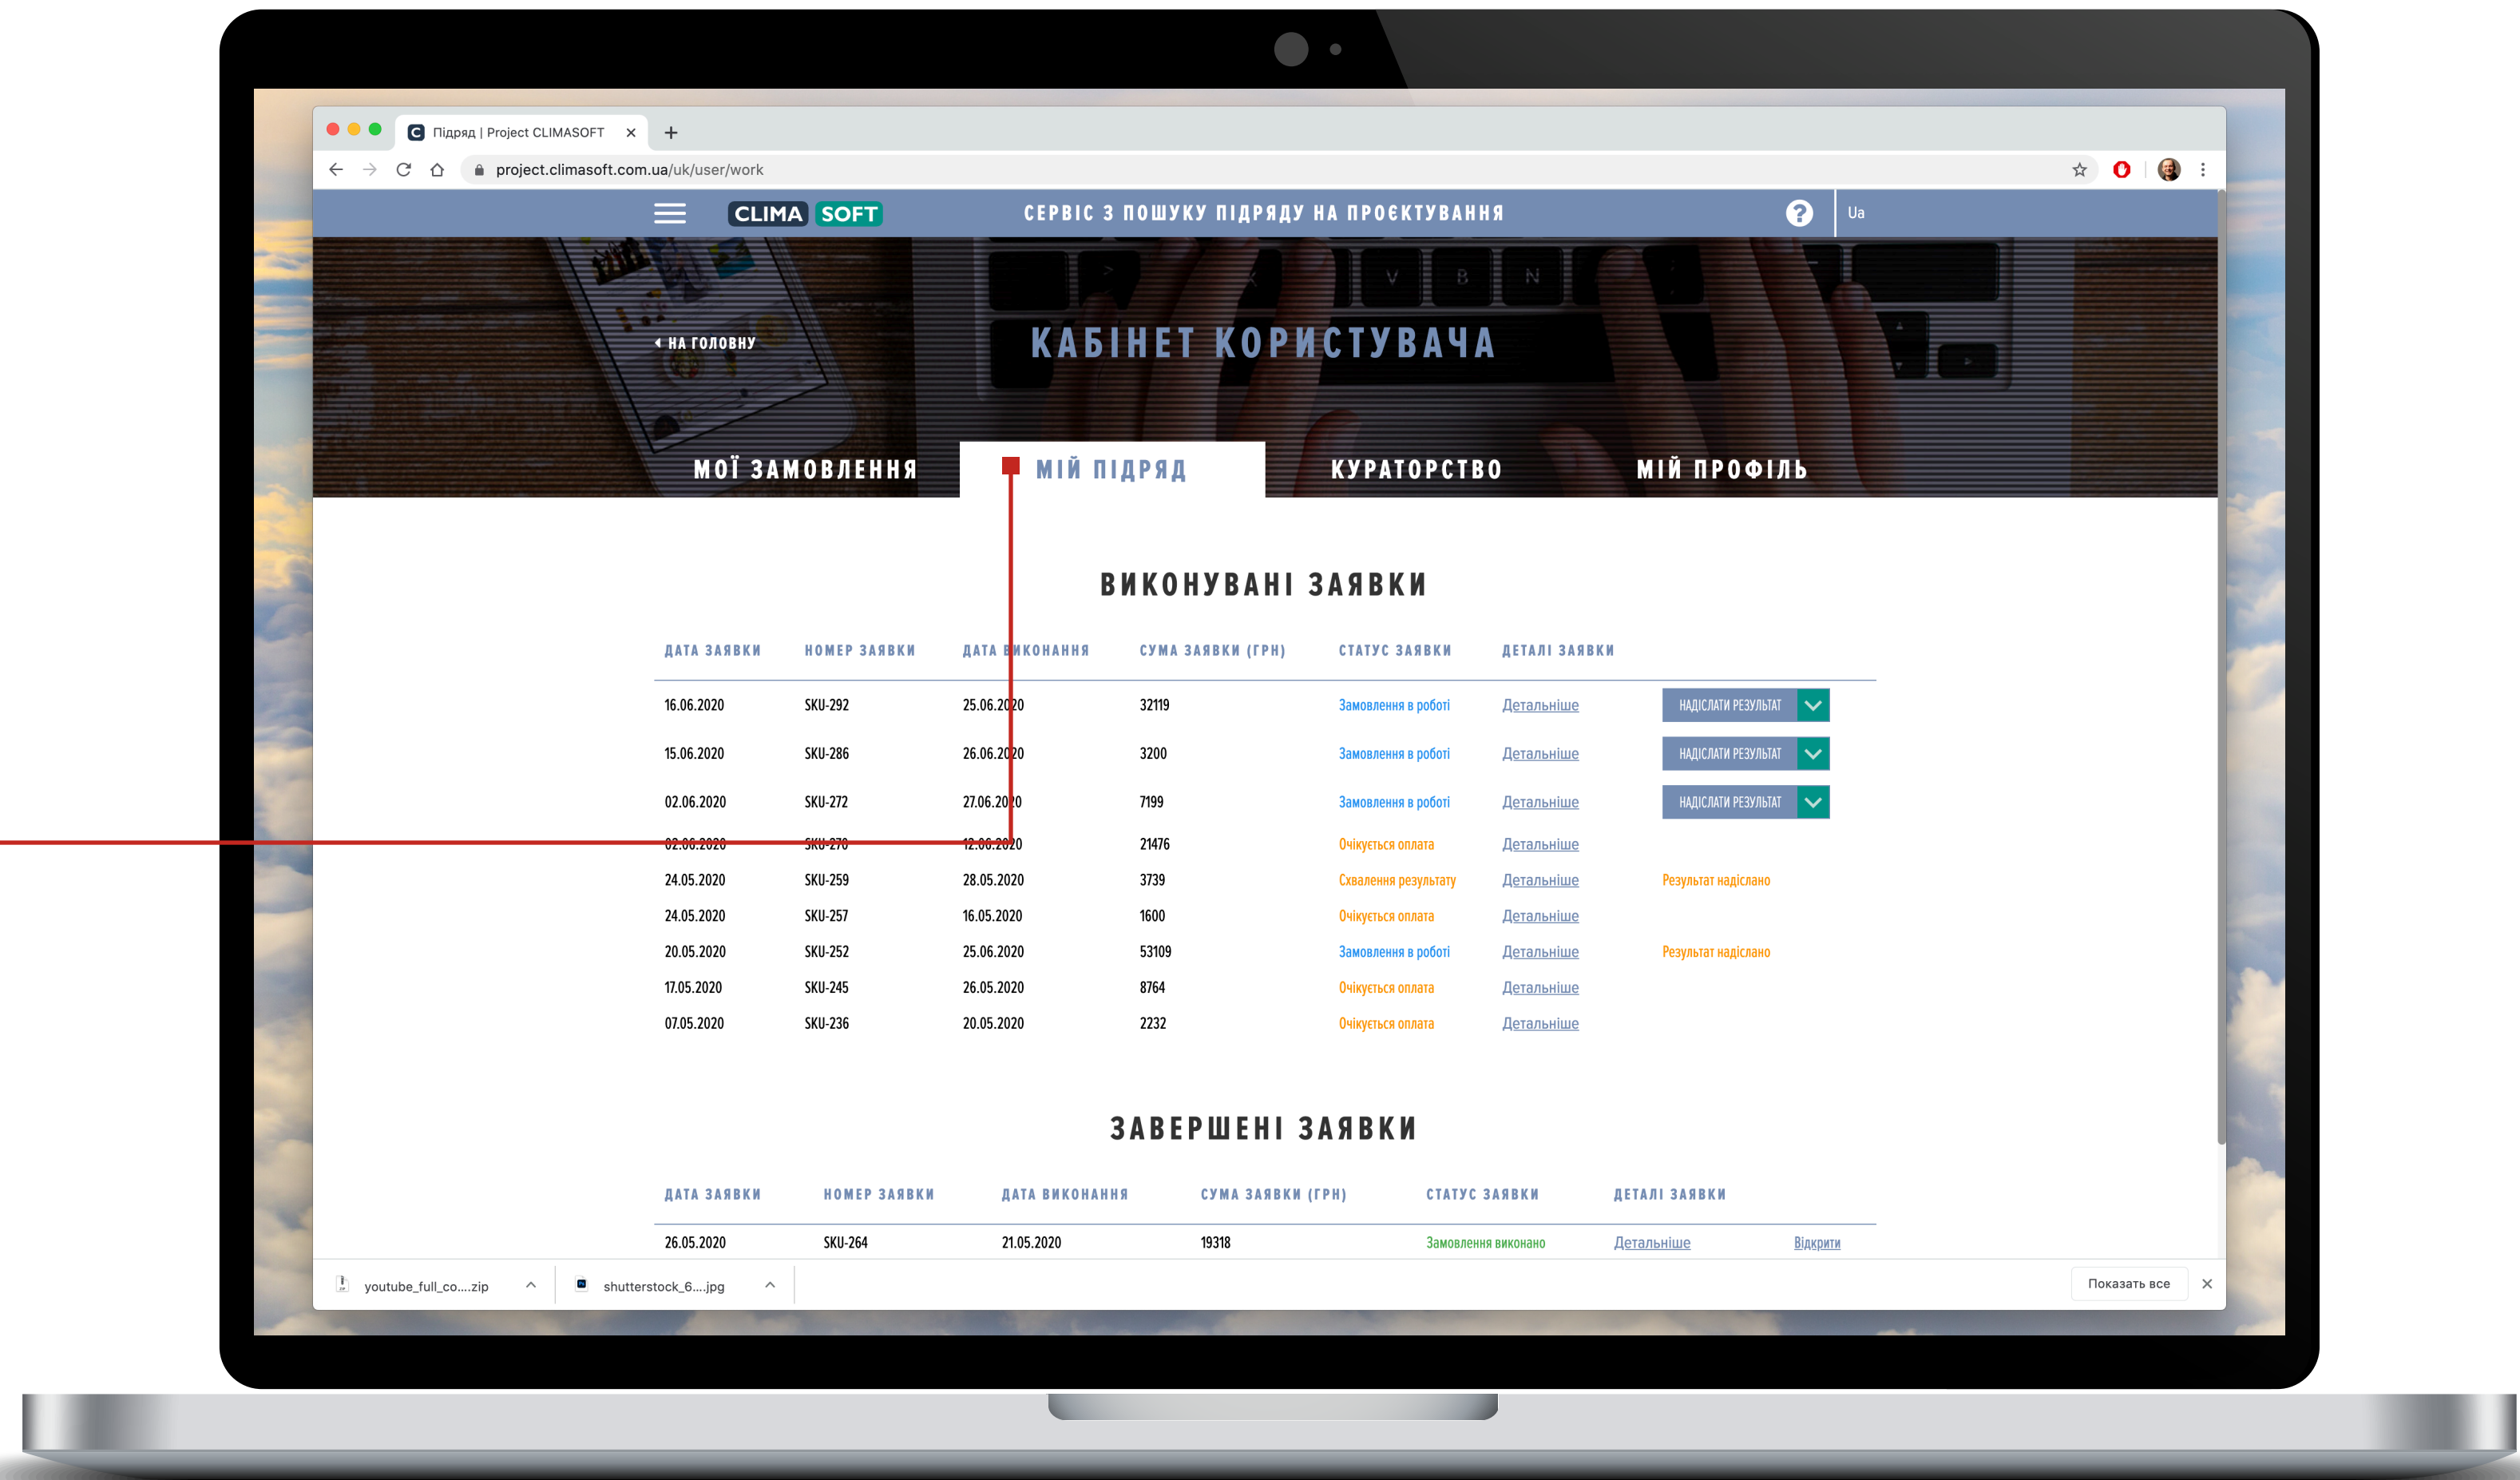 Підряд | Project CLIMASOFT
project.climasoft.com.ua/uk/user/work
CLIMA SOFT СЕРВІС З ПОШУКУ ПІДРЯДУ НА ПРОЄКТУВАННЯ ? Ua
НА ГОЛОВНУ
КАБІНЕТ КОРИСТУВАЧА
МОЇ ЗАМОВЛЕННЯ МІЙ ПІДРЯД КУРАТОРСТВО МІЙ ПРОФІЛЬ
ВИКОНУВАНІ ЗАЯВКИ
ДАТА ЗАЯВКИ НОМЕР ЗАЯВКИ ДАТА ВИКОНАННЯ СУМА ЗАЯВКИ (ГРН) СТАТУС ЗАЯВКИ ДЕТАЛІ ЗАЯВКИ
16.06.2020 SKU-292 25.06.2020 32119 Замовлення в роботі Детальніше НАДІСЛАТИ РЕЗУЛЬТАТ
15.06.2020 SKU-286 26.06.2020 3200 Замовлення в роботі Детальніше НАДІСЛАТИ РЕЗУЛЬТАТ
02.06.2020 SKU-272 27.06.2020 7199 Замовлення в роботі Детальніше НАДІСЛАТИ РЕЗУЛЬТАТ
02.06.2020 SKU-270 12.06.2020 21476 Очікується оплата Детальніше
24.05.2020 SKU-259 28.05.2020 3739 Схвалення результату Детальніше Результат надіслано
24.05.2020 SKU-257 16.05.2020 1600 Очікується оплата Детальніше
20.05.2020 SKU-252 25.06.2020 53109 Замовлення в роботі Детальніше Результат надіслано
17.05.2020 SKU-245 26.05.2020 8764 Очікується оплата Детальніше
07.05.2020 SKU-236 20.05.2020 2232 Очікується оплата Детальніше
ЗАВЕРШЕНІ ЗАЯВКИ
ДАТА ЗАЯВКИ НОМЕР ЗАЯВКИ ДАТА ВИКОНАННЯ СУМА ЗАЯВКИ (ГРН) СТАТУС ЗАЯВКИ ДЕТАЛІ ЗАЯВКИ
26.05.2020 SKU-264 21.05.2020 19318 Замовлення виконано Детальніше Відкрити
youtube_full_co....zip shutterstock_6....jpg Показать все